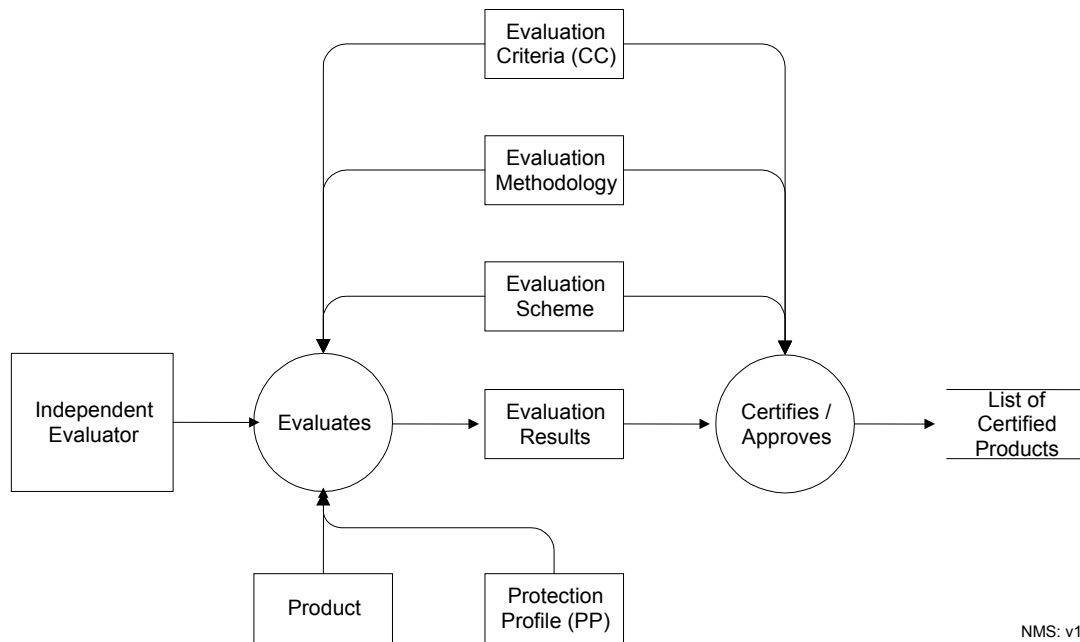 Evaluation
Criteria (CC)
Evaluation
Methodology
Evaluation
Scheme
Independent
Evaluator
Evaluates
Evaluation
Results
Certifies /
Approves
List of
Certified
Products
Product
Protection
Profile (PP)
NMS: v1